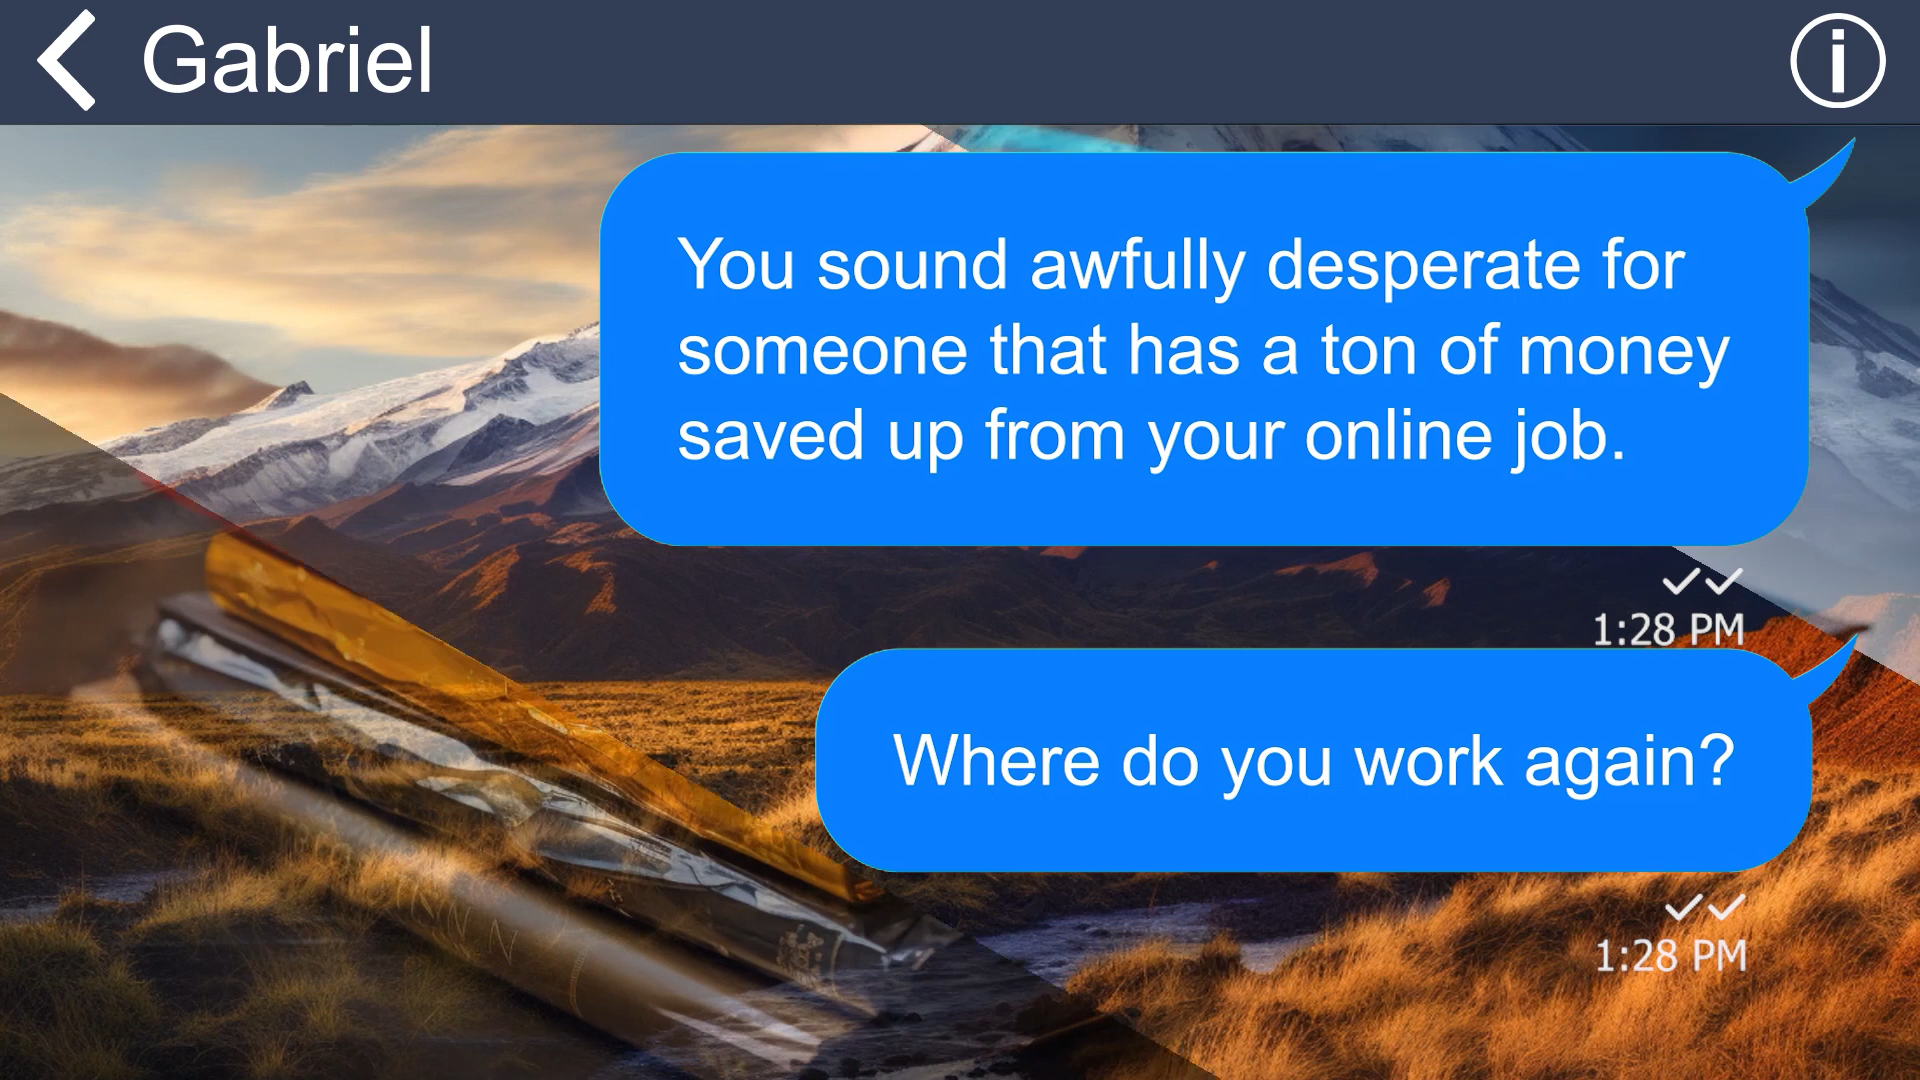 Gabriel
You sound awfully desperate for
someone that has a ton of money
saved up from your online job.
1:28 PM
Where do you work again?
1:28 PM